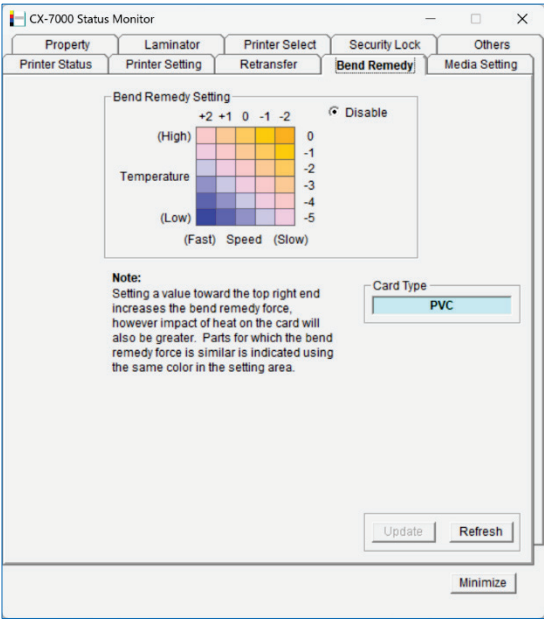 CX-7000 Status Monitor
Property Laminator Printer Select Security Lock Others
Printer Status Printer Setting Retransfer Bend Remedy Media Setting
Bend Remedy Setting
+2 +1 0 -1 -2
Disable
(High) 0
-1
Temperature -2
-3
-4
(Low) -5
(Fast) Speed (Slow)
Note:
Setting a value toward the top right end
increases the bend remedy force,
however impact of heat on the card will
also be greater. Parts for which the bend
remedy force is similar is indicated using
the same color in the setting area.
Card Type
PVC
Update Refresh
Minimize